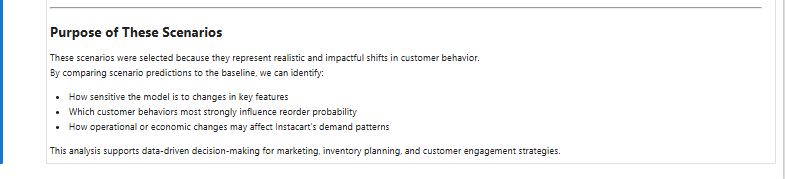 Purpose of These Scenarios
These scenarios were selected because they represent realistic and impactful shifts in customer behavior.
By comparing scenario predictions to the baseline, we can identify:
• How sensitive the model is to changes in key features
• Which customer behaviors most strongly influence reorder probability
• How operational or economic changes may affect Instacart's demand patterns
This analysis supports data-driven decision-making for marketing, inventory planning, and customer engagement strategies.